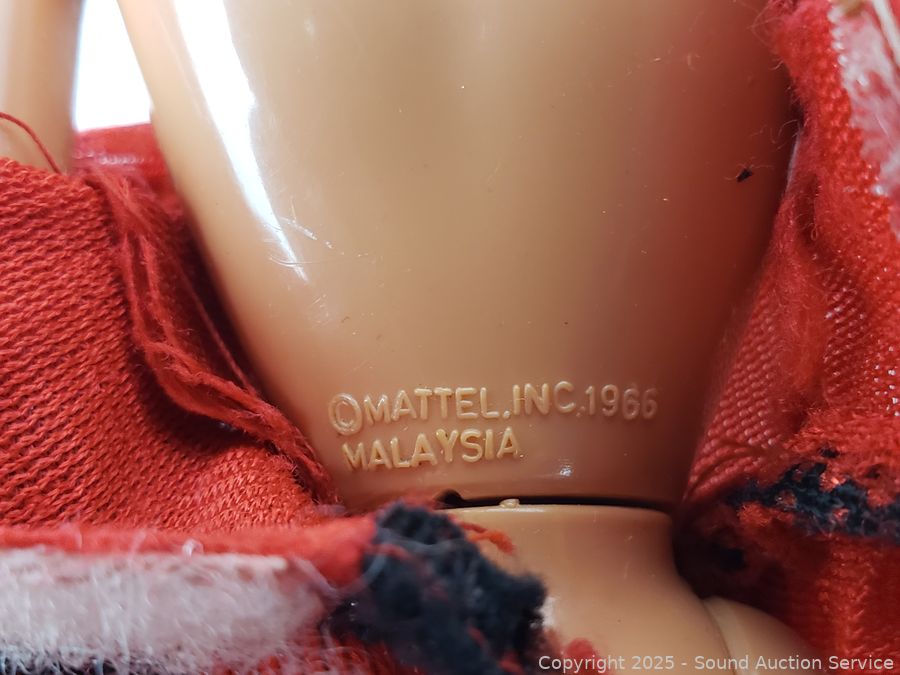 ©MATTEL, INC. 1966
MALAYSIA
Copyright 2025 - Sound Auction Service